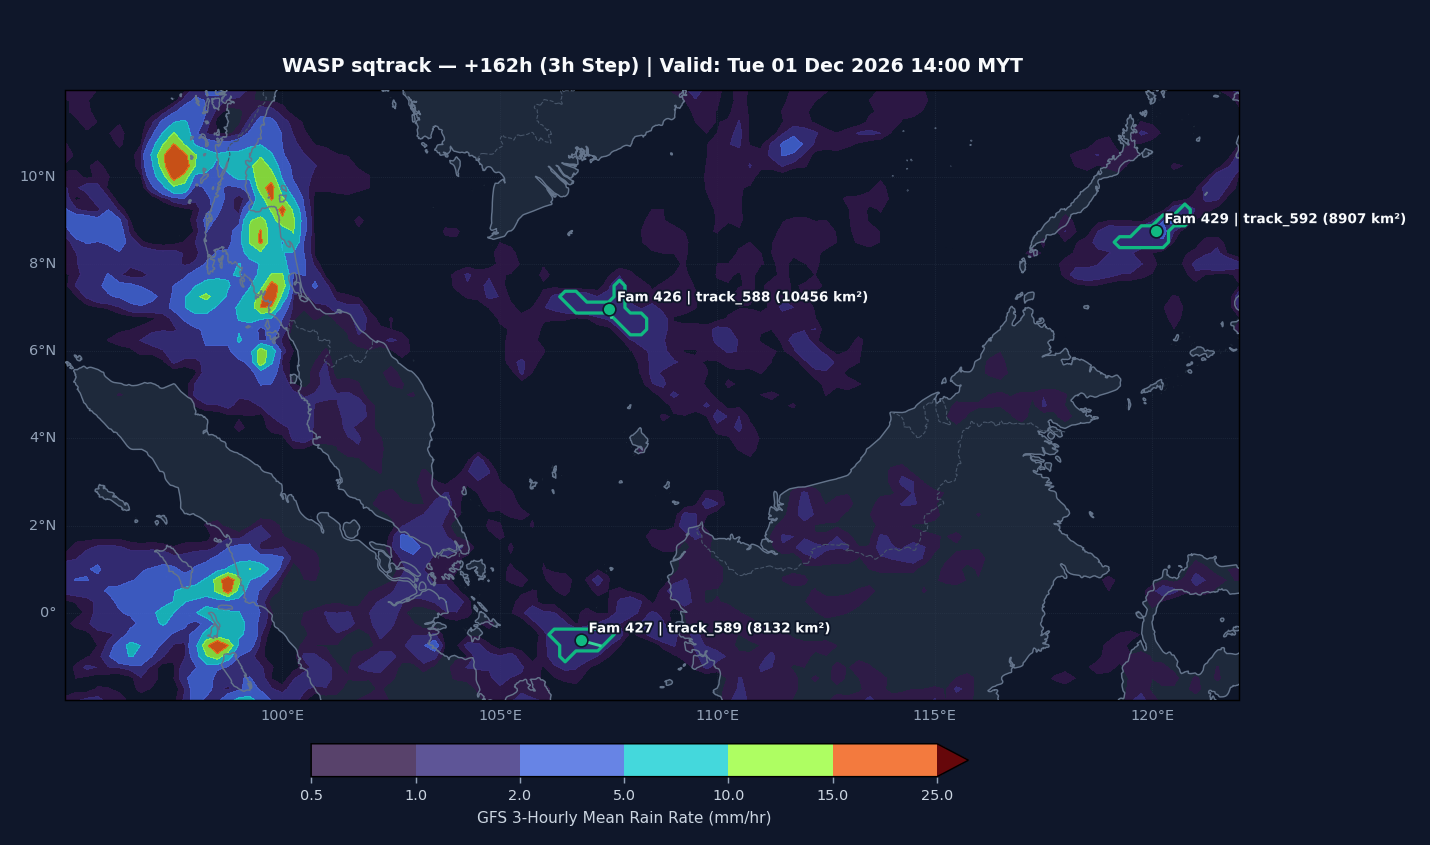 WASP sqtrack — +162h (3h Step) | Valid: Tue 01 Dec 2026 14:00 MYT
10°N
Fam 429 | track_592 (8907 km²)
8°N
Fam 426 | track_588 (10456 km²)
6°N
4°N
2°N
0°
Fam 427 | track_589 (8132 km²)
100°E 105°E 110°E 115°E 120°E
0.5 1.0 2.0 5.0 10.0 15.0 25.0
GFS 3-Hourly Mean Rain Rate (mm/hr)